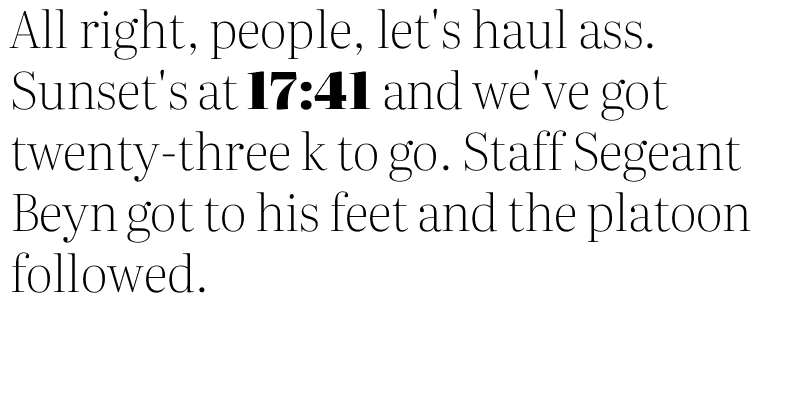 All right, people, let's haul ass.
Sunset's at 17:41 and we've got
twenty-three k to go. Staff Segeant
Beyn got to his feet and the platoon
followed.